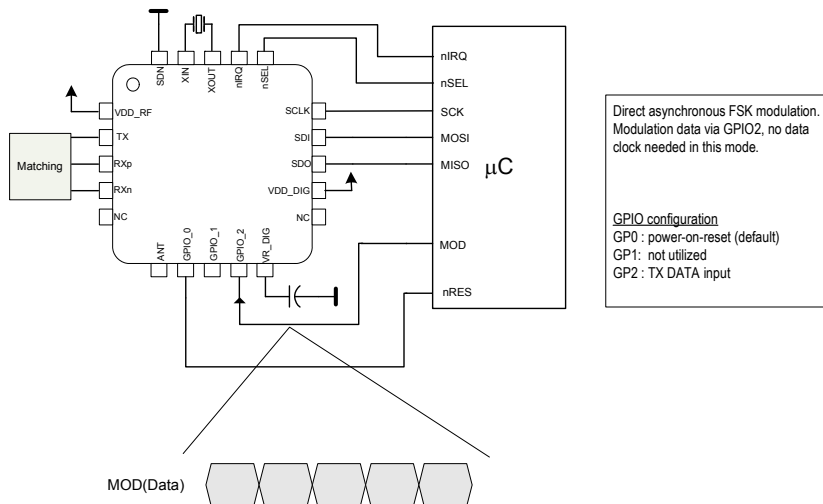 SDN
XIN
XOUT
nIRQ
nSEL
VDD_RF
TX
RXp
RXn
NC
SCLK
SDI
SDO
VDD_DIG
NC
ANT
GPIO_0
GPIO_1
GPIO_2
VR_DIG
Matching
nIRQ
nSEL
SCK
MOSI
MISO
μC
MOD
nRES
Direct asynchronous FSK modulation.
Modulation data via GPIO2, no data
clock needed in this mode.
GPIO configuration
GP0 : power-on-reset (default)
GP1: not utilized
GP2 : TX DATA input
MOD(Data)